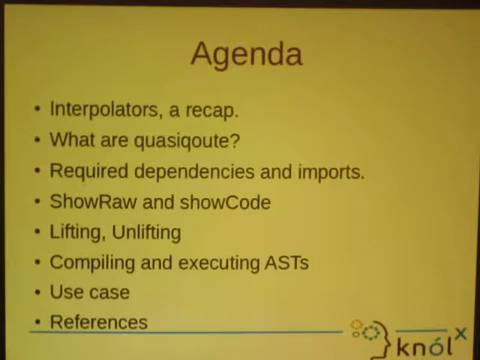 Agenda
• Interpolators, a recap.
• What are quasiqoute?
• Required dependencies and imports.
• ShowRaw and showCode
• Lifting, Unlifting
• Compiling and executing ASTs
• Use case
• References
knólx